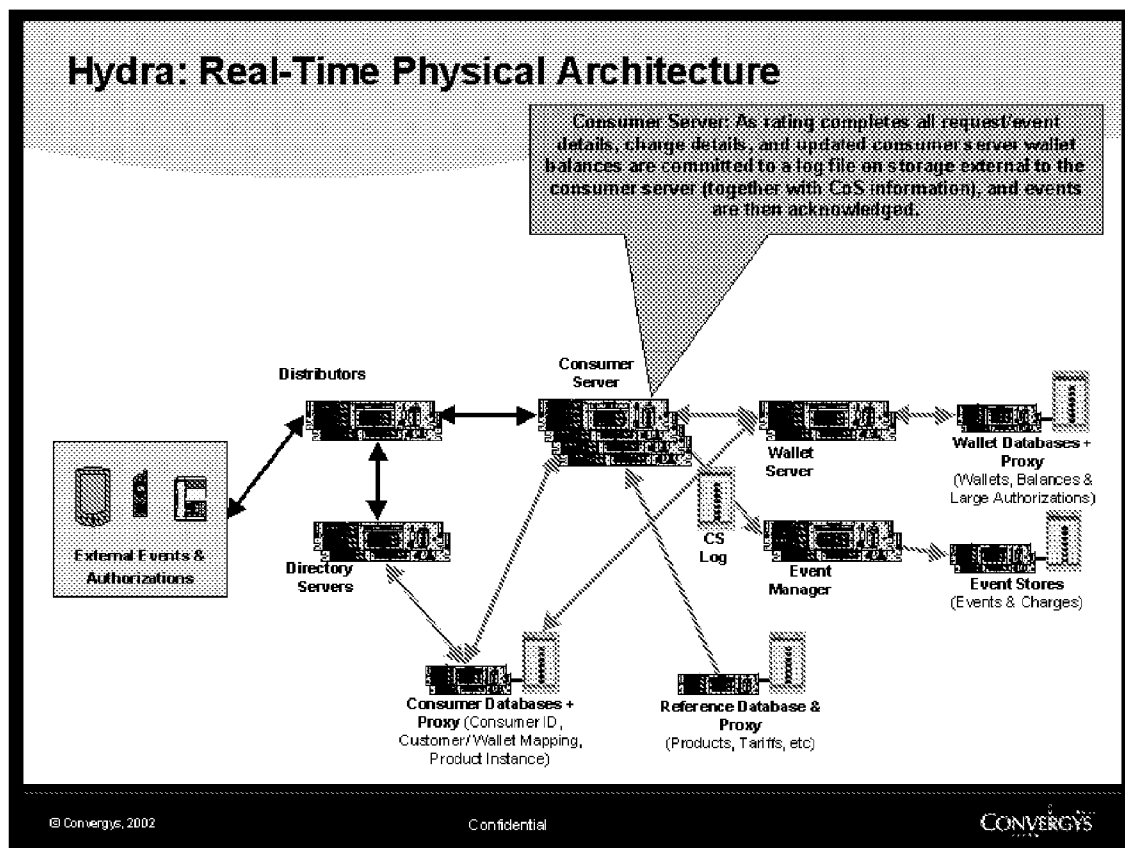 Hydra: Real-Time Physical Architecture
Consumer Server: As rating completes all request/event
details, charge details, and updated consumer server wallet
balances are committed to a log file on storage external to the
consumer server (together with CoS information), and events
are then acknowledged.
Distributors
Consumer
Server
Wallet
Server
Wallet Databases +
Proxy
(Wallets, Balances &
Large Authorizations)
External Events &
Authorizations
Directory
Servers
CS
Log
Event
Manager
Event Stores
(Events & Charges)
Consumer Databases +
Proxy (Consumer ID,
Customer/ Wallet Mapping,
Product Instance)
Reference Database &
Proxy
(Products, Tariffs, etc)
© Convergys, 2002
Confidential
CONVERGYS